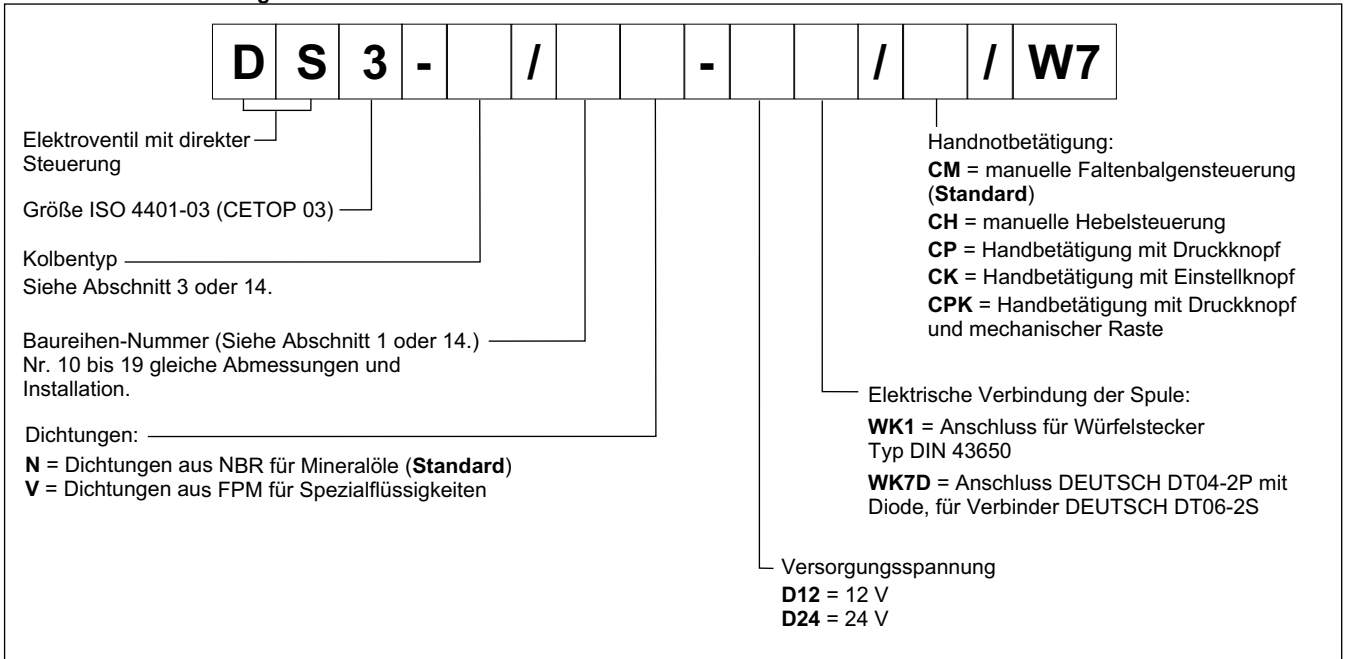 D S 3 - / - / / W7
Elektroventil mit direkter
Steuerung
Größe ISO 4401-03 (CETOP 03)
Kolbentyp
Siehe Abschnitt 3 oder 14.
Baureihen-Nummer (Siehe Abschnitt 1 oder 14.)
Nr. 10 bis 19 gleiche Abmessungen und
Installation.
Dichtungen:
N = Dichtungen aus NBR für Mineralöle (Standard)
V = Dichtungen aus FPM für Spezialflüssigkeiten
Handnotbetätigung:
CM = manuelle Faltenbalgensteuerung
(Standard)
CH = manuelle Hebelsteuerung
CP = Handbetätigung mit Druckknopf
CK = Handbetätigung mit Einstellknopf
CPK = Handbetätigung mit Druckknopf
und mechanischer Raste
Elektrische Verbindung der Spule:
WK1 = Anschluss für Würfelstecker
Typ DIN 43650
WK7D = Anschluss DEUTSCH DT04-2P mit
Diode, für Verbinder DEUTSCH DT06-2S
Versorgungsspannung
D12 = 12 V
D24 = 24 V